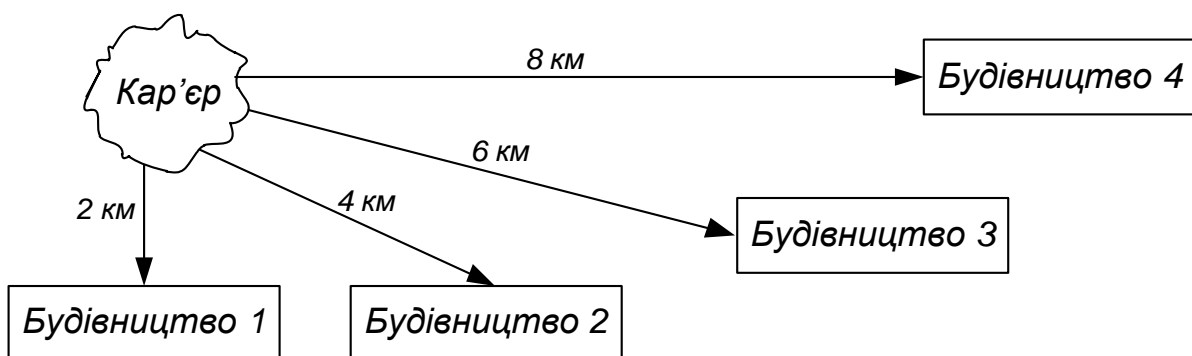 8 км
Будівництво 4
Кар’єр
6 км
2 км
4 км
Будівництво 3
Будівництво 1
Будівництво 2